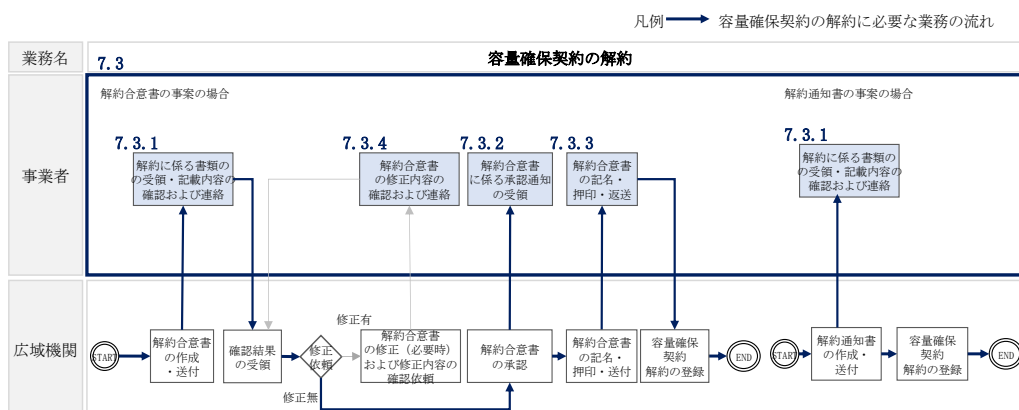 凡例 容量確保契約の解約に必要な業務の流れ
業務名
7.3
容量確保契約の解約
事業者
解約合意書の事案の場合
解約通知書の事案の場合
7.3.1
解約に係る書類の
の受領・記載内容の
確認および連絡
7.3.4
解約合意書
の修正内容の
確認および連絡
7.3.2
解約合意書
に係る承認通知
の受領
7.3.3
解約合意書
の記名・
押印・返送
7.3.1
解約に係る書類の
の受領・記載内容の
確認および連絡
広域機関
START
解約合意書
の作成
・送付
確認結果
の受領
修正
依頼
修正有
修正無
解約合意書
の修正（必要時）
および修正内容の
確認依頼
解約合意書
の承認
解約合意書
の記名・
押印・送付
容量確保
契約
解約の登録
END
START
解約通知書
の作成・
送付
容量確保
契約
解約の登録
END